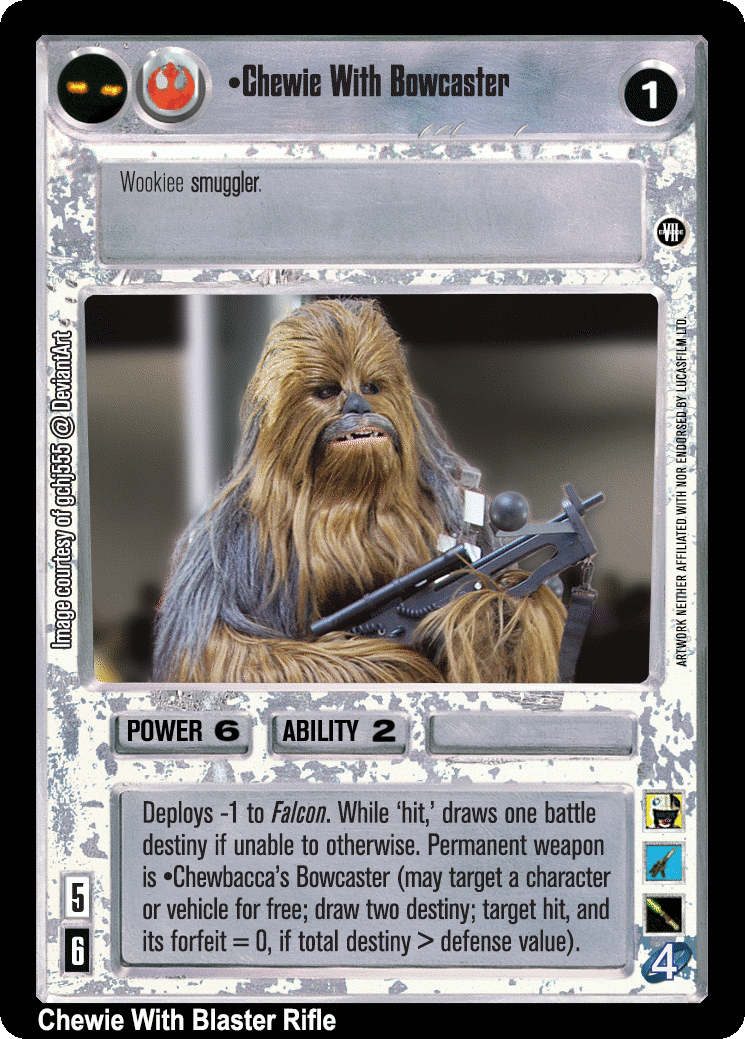 •Chewie With Bowcaster
1
Wookiee smuggler.
EPISODE VII
Image courtesy of gchj555 @ DeviantArt
ARTWORK NEITHER AFFILIATED WITH NOR ENDORSED BY LUCASFILM LTD.
POWER 6
ABILITY 2
Deploys -1 to Falcon. While ‘hit,’ draws one battle
destiny if unable to otherwise. Permanent weapon
is •Chewbacca's Bowcaster (may target a character
or vehicle for free; draw two destiny; target hit, and
its forfeit = 0, if total destiny > defense value).
5
6
4
Chewie With Blaster Rifle